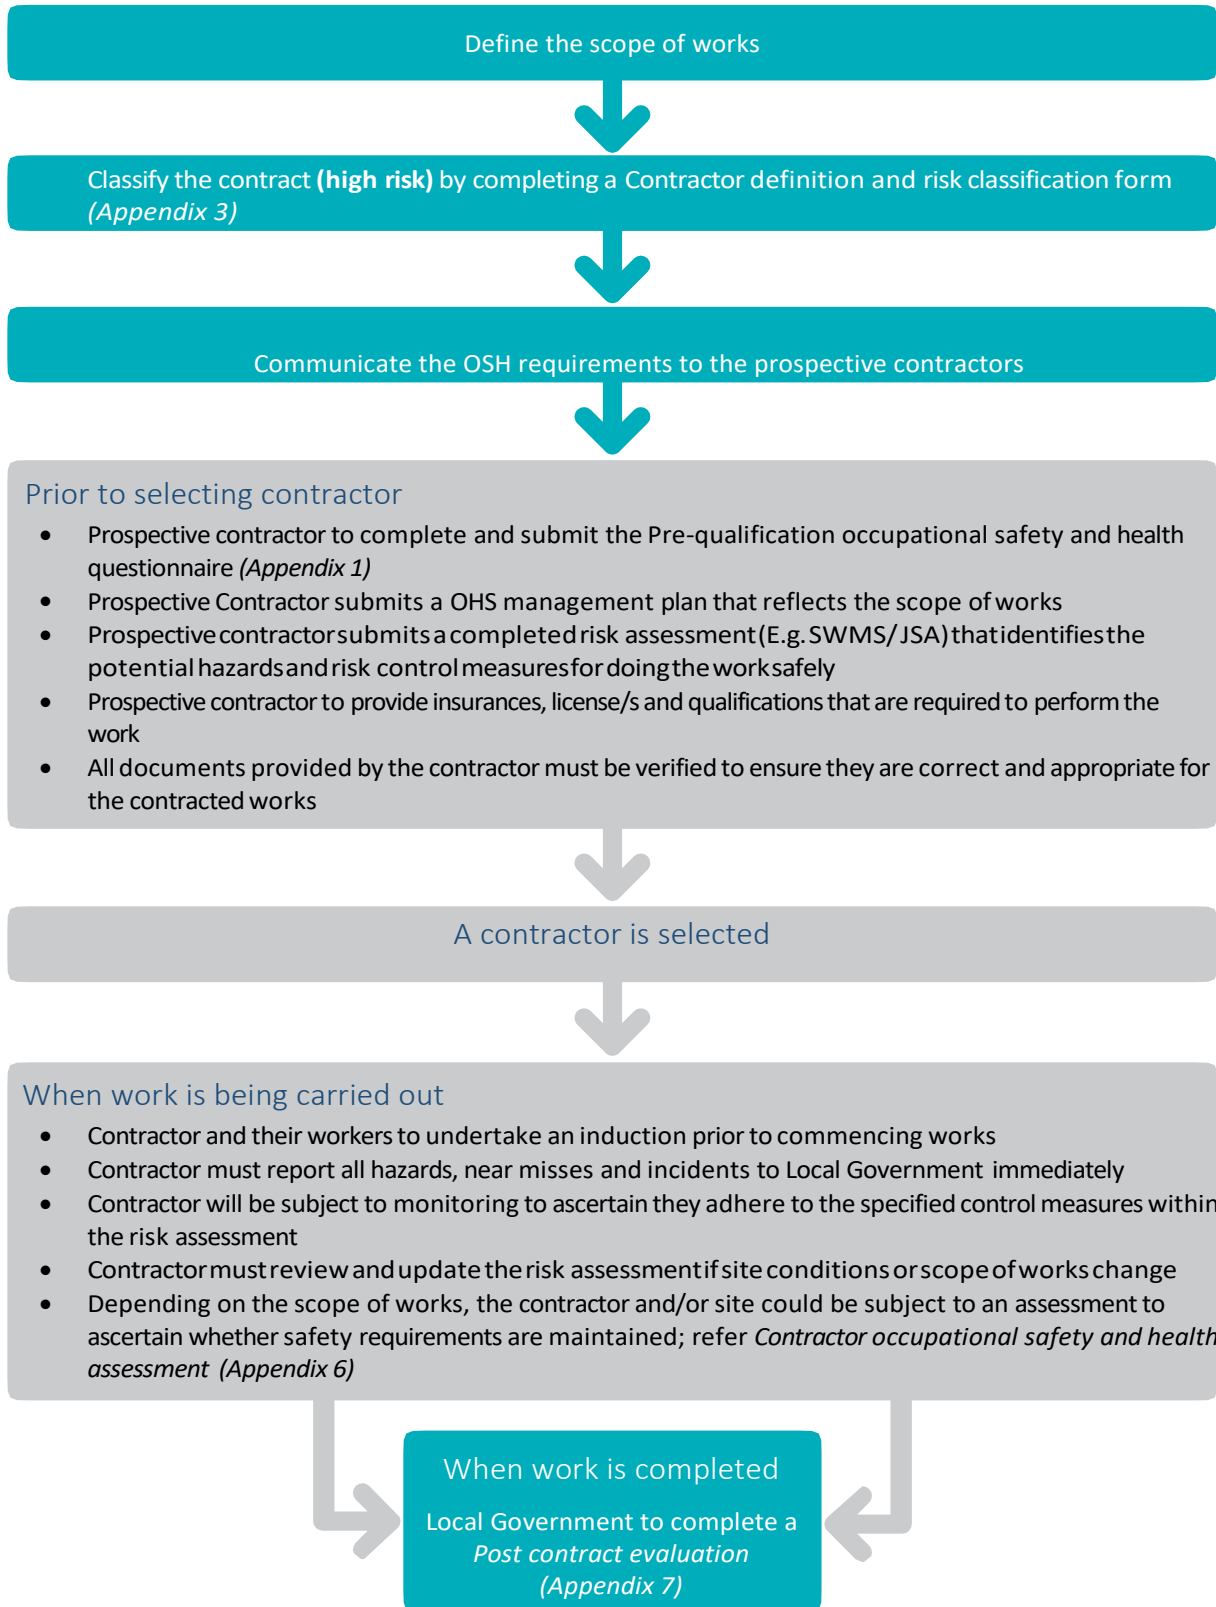 Define the scope of works
Classify the contract (high risk) by completing a Contractor definition and risk classification form
(Appendix 3)
Communicate the OSH requirements to the prospective contractors
Prior to selecting contractor
• Prospective contractor to complete and submit the Pre-qualification occupational safety and health
questionnaire (Appendix 1)
• Prospective Contractor submits a OHS management plan that reflects the scope of works
• Prospective contractor submits a completed risk assessment (E.g. SWMS/ JSA) that identifies the
potential hazards and risk control measures for doing the work safely
• Prospective contractor to provide insurances, license/s and qualifications that are required to perform the
work
• All documents provided by the contractor must be verified to ensure they are correct and appropriate for
the contracted works
A contractor is selected
When work is being carried out
• Contractor and their workers to undertake an induction prior to commencing works
• Contractor must report all hazards, near misses and incidents to Local Government immediately
• Contractor will be subject to monitoring to ascertain they adhere to the specified control measures within
the risk assessment
• Contractor must review and update the risk assessment if site conditions or scope of works change
• Depending on the scope of works, the contractor and/or site could be subject to an assessment to
ascertain whether safety requirements are maintained; refer Contractor occupational safety and health
assessment (Appendix 6)
When work is completed
Local Government to complete a
Post contract evaluation
(Appendix 7)